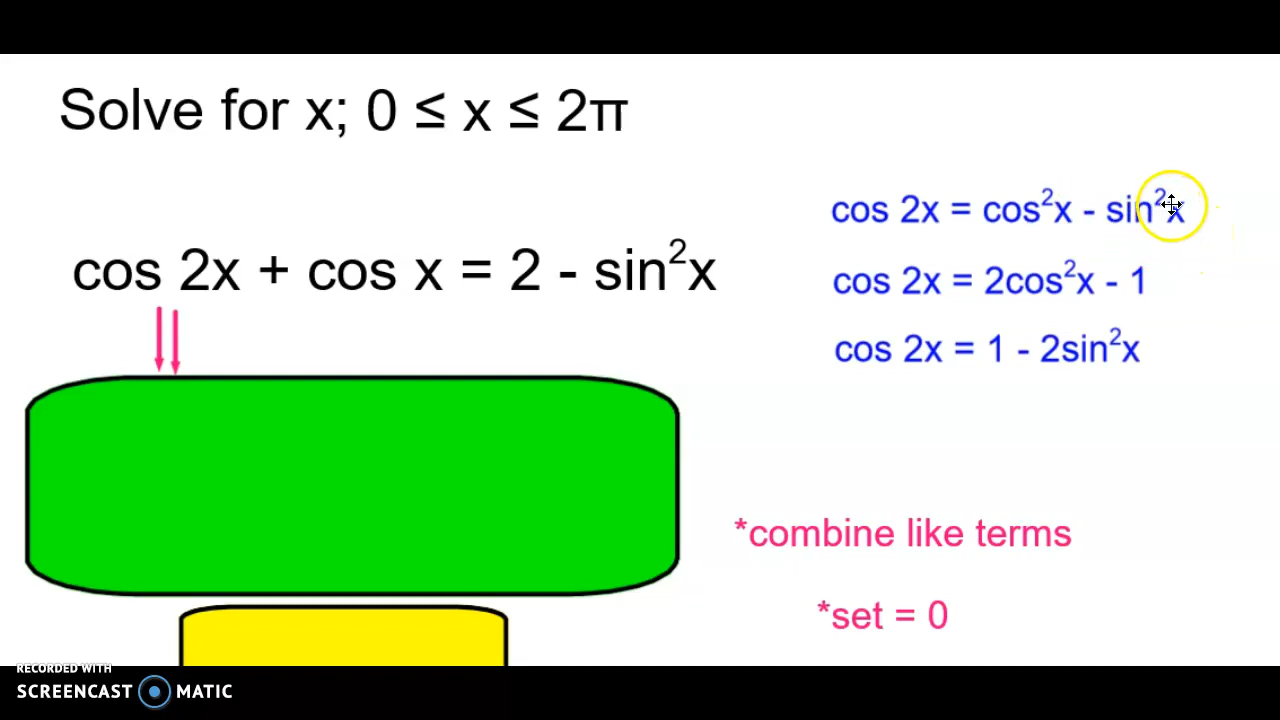 Solve for x; 0 ≤ x ≤ 2π
cos 2x + cos x = 2 - sin²x
cos 2x = cos²x - sin²x
cos 2x = 2cos²x - 1
cos 2x = 1 - 2sin²x
*combine like terms
*set = 0
RECORDED WITH
SCREENCAST MATIC